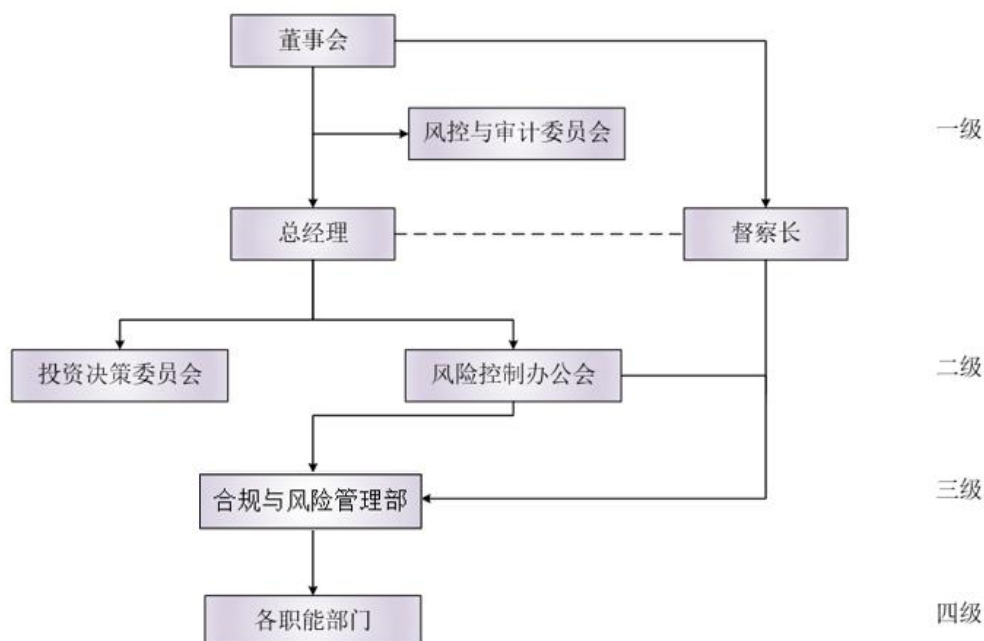 董事会
风控与审计委员会
一级
总经理
督察长
投资决策委员会
风险控制办公会
二级
合规与风险管理部
三级
各职能部门
四级